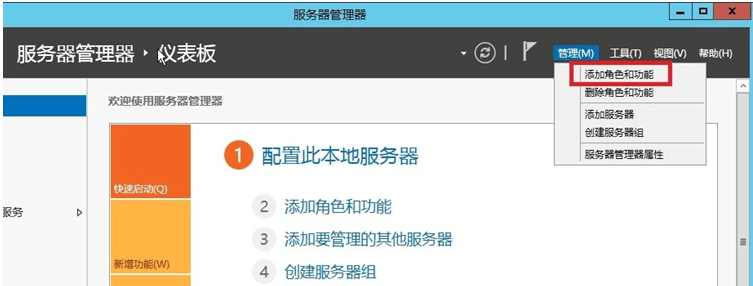 服务器管理器
服务器管理器 ‣ 仪表板
管理(M) 工具(T) 视图(V) 帮助(H)
添加角色和功能
删除角色和功能
添加服务器
创建服务器组
服务器管理器属性
欢迎使用服务器管理器
服务
快速启动(Q)
新增功能(W)
1 配置此本地服务器
2 添加角色和功能
3 添加要管理的其他服务器
4 创建服务器组